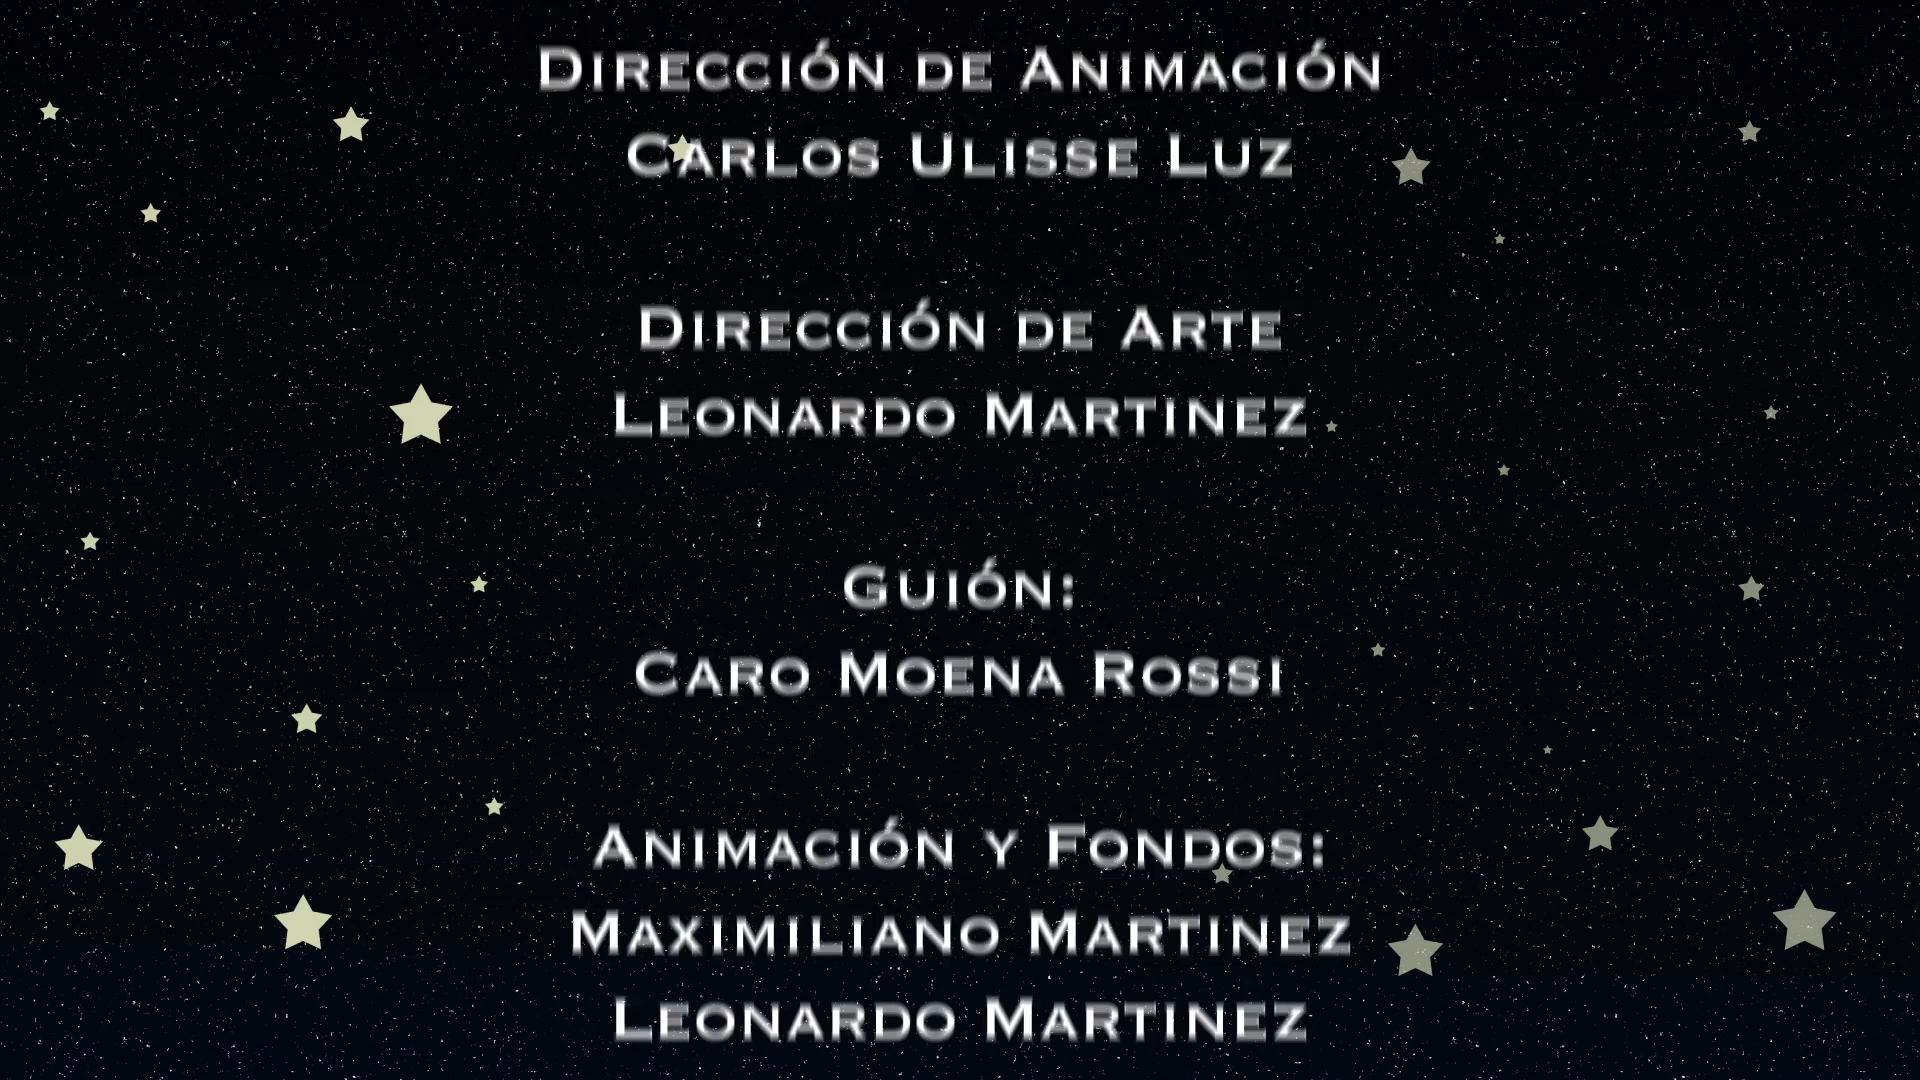 Dirección de Animación
Carlos Ulisse Luz
Dirección de Arte
Leonardo Martinez
Guión:
Caro Moena Rossi
Animación y Fondos:
Maximiliano Martinez
Leonardo Martinez